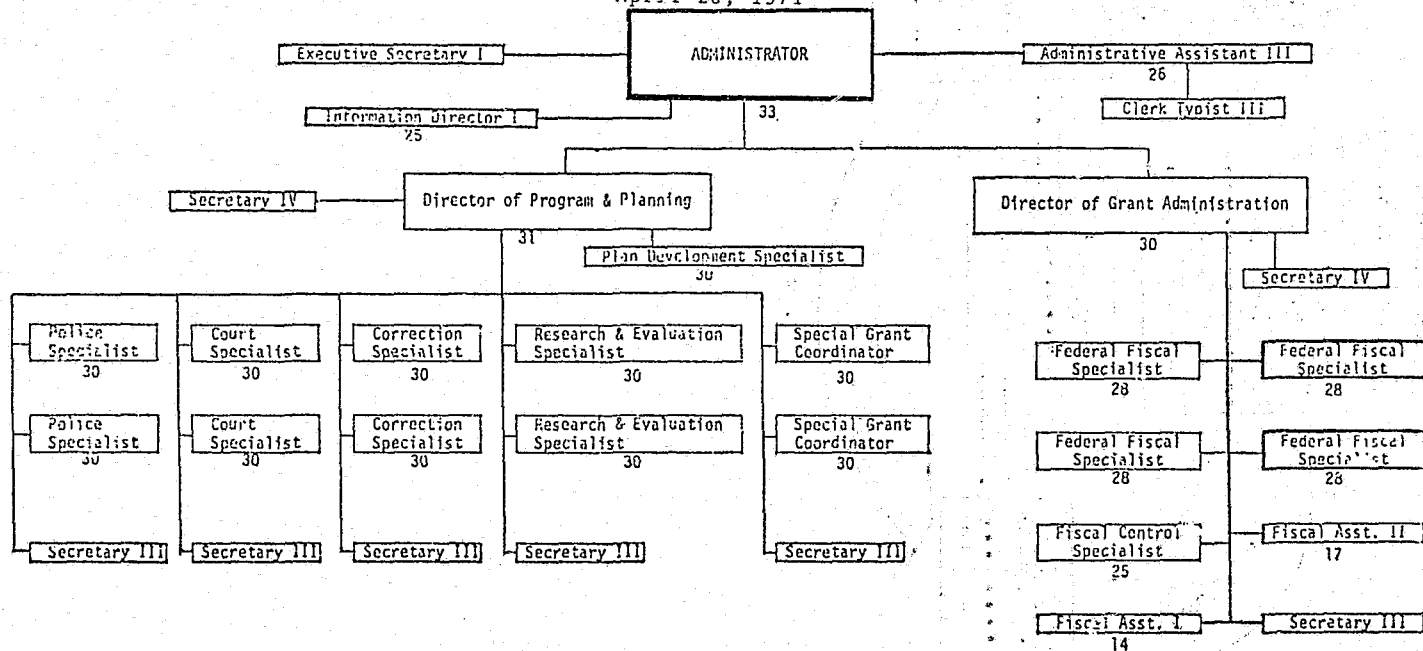 April 28, 1971
Executive Secretary I
ADMINISTRATOR
33
Administrative Assistant III
26
Clerk Typist III
Information Director I
25
Secretary IV
Director of Program & Planning
31
Plan Development Specialist
30
Director of Grant Administration
30
Secretary IV
Police
Specialist
30
Court
Specialist
30
Correction
Specialist
30
Research & Evaluation
Specialist
30
Special Grant
Coordinator
30
Police
Specialist
30
Court
Specialist
30
Correction
Specialist
30
Research & Evaluation
Specialist
30
Special Grant
Coordinator
30
Secretary III
Secretary III
Secretary III
Secretary III
Secretary III
Federal Fiscal
Specialist
28
Federal Fiscal
Specialist
28
Federal Fiscal
Specialist
28
Federal Fiscal
Specialist
28
Fiscal Control
Specialist
25
Fiscal Asst. II
17
Fiscal Asst. I
14
Secretary III